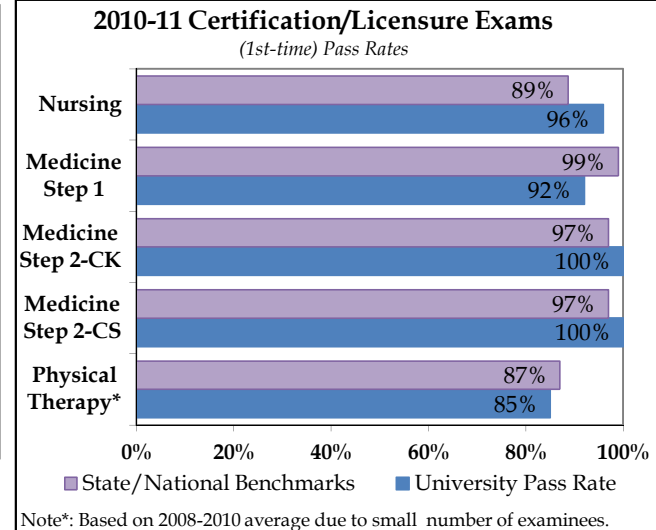 2010-11 Certification/Licensure Exams
(1st-time) Pass Rates
Nursing
89%
96%
Medicine
Step 1
99%
92%
Medicine
Step 2-CK
97%
100%
Medicine
Step 2-CS
97%
100%
Physical
Therapy*
87%
85%
0% 20% 40% 60% 80% 100%
State/National Benchmarks University Pass Rate
Note*: Based on 2008-2010 average due to small number of examinees.